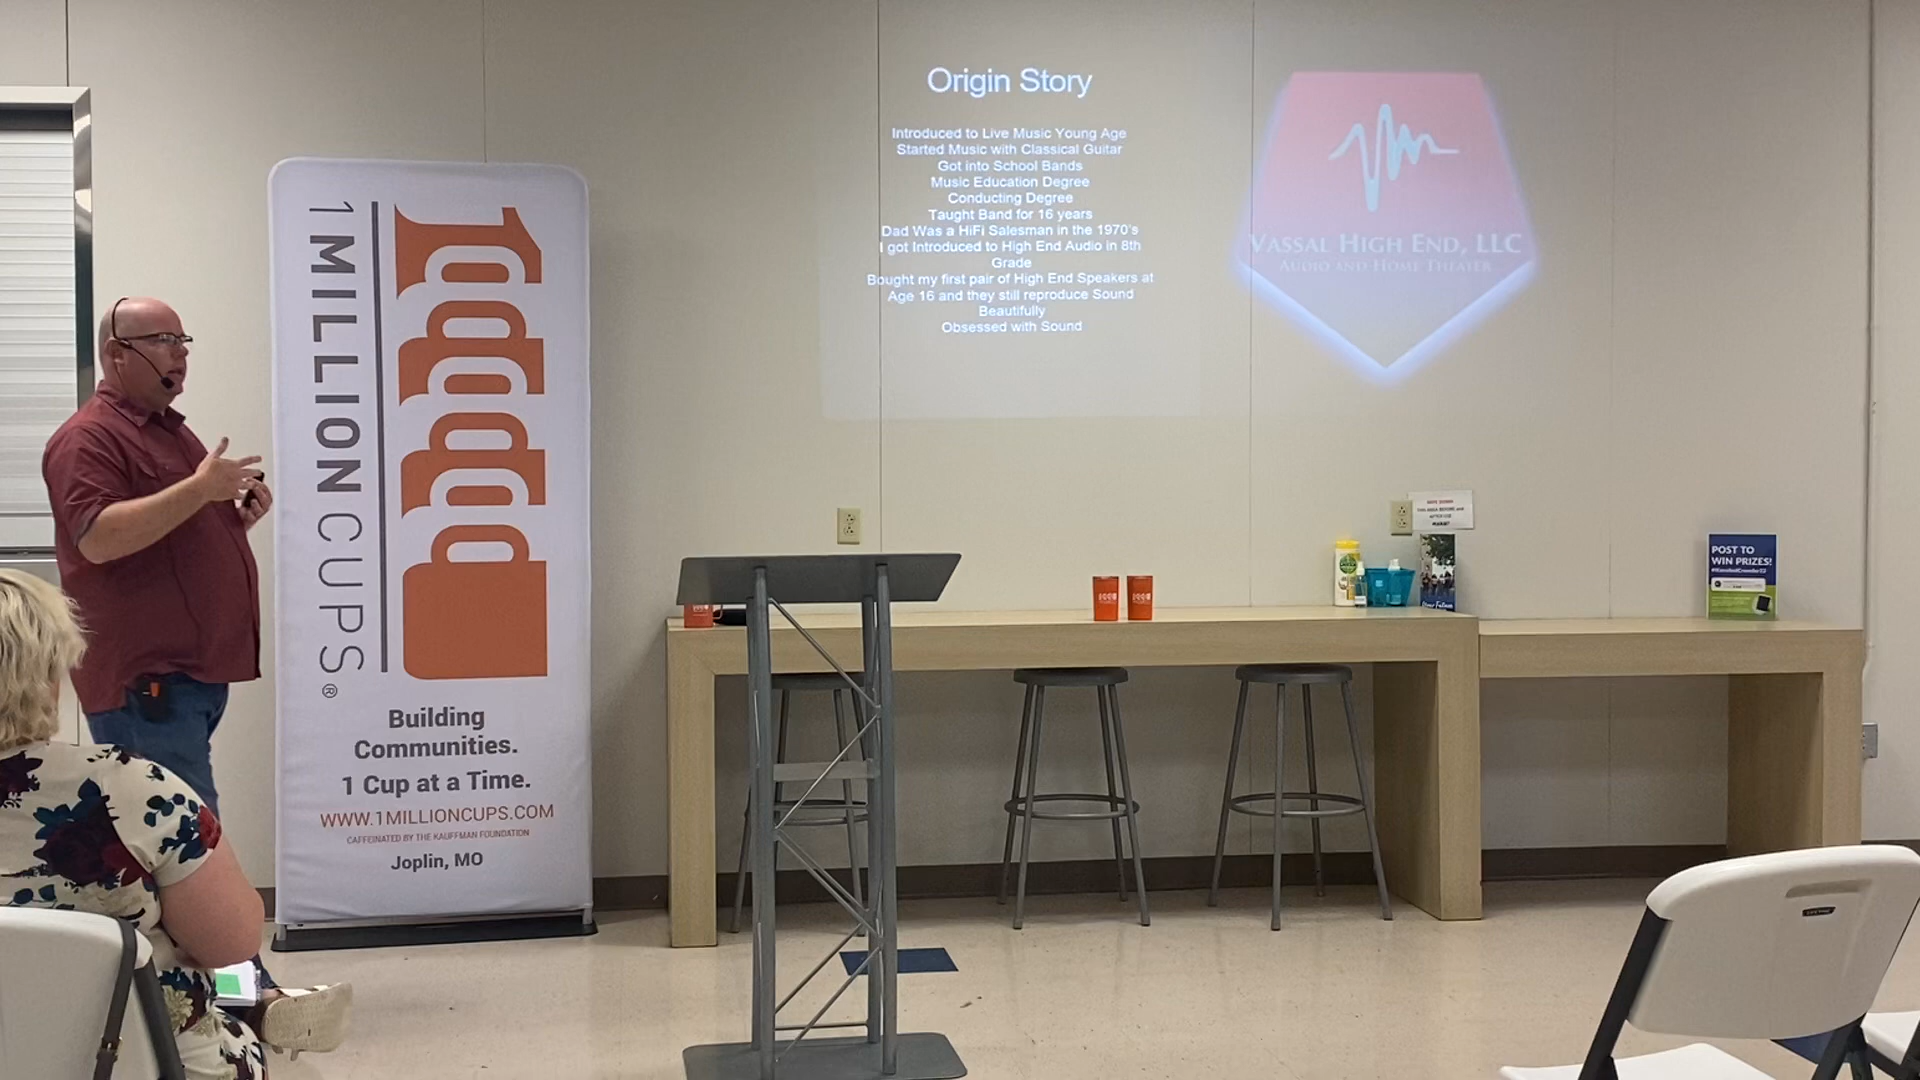 Origin Story
Introduced to Live Music Young Age
Started Music with Classical Guitar
Got into School Bands
Music Education Degree
Conducting Degree
Taught Band for 16 years
Dad Was a HiFi Salesman in the 1970's
I got Introduced to High End Audio in 8th
Grade
Bought my first pair of High End Speakers at
Age 16 and they still reproduce Sound
Beautifully
Obsessed with Sound
VASSAL HIGH END, LLC
AUDIO AND HOME THEATER
1 MILLION CUPS®
Building
Communities.
1 Cup at a Time.
WWW.1MILLIONCUPS.COM
CAFFEINATED BY THE KAUFFMAN FOUNDATION
Joplin, MO
POST TO
WIN PRIZES!